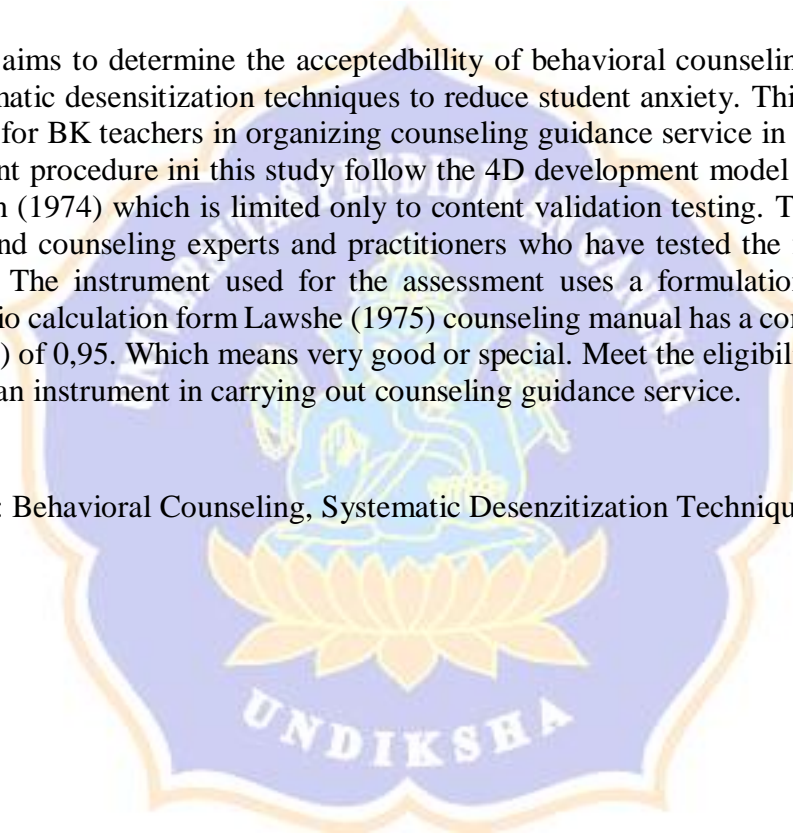 aims to determine the acceptedbillity of behavioral counselin
matic desensitization techniques to reduce student anxiety. Thi
for BK teachers in organizing counseling guidance service in
nt procedure ini this study follow the 4D development model
n (1974) which is limited only to content validation testing. T
nd counseling experts and practitioners who have tested the
The instrument used for the assessment uses a formulation
io calculation form Lawshe (1975) counseling manual has a con
) of 0,95. Which means very good or special. Meet the eligibili
an instrument in carrying out counseling guidance service.
: Behavioral Counseling, Systematic Desenzitization Techniqu
UNIVERSITAS PENDIDIKAN GANESHA
UNDIKSHA